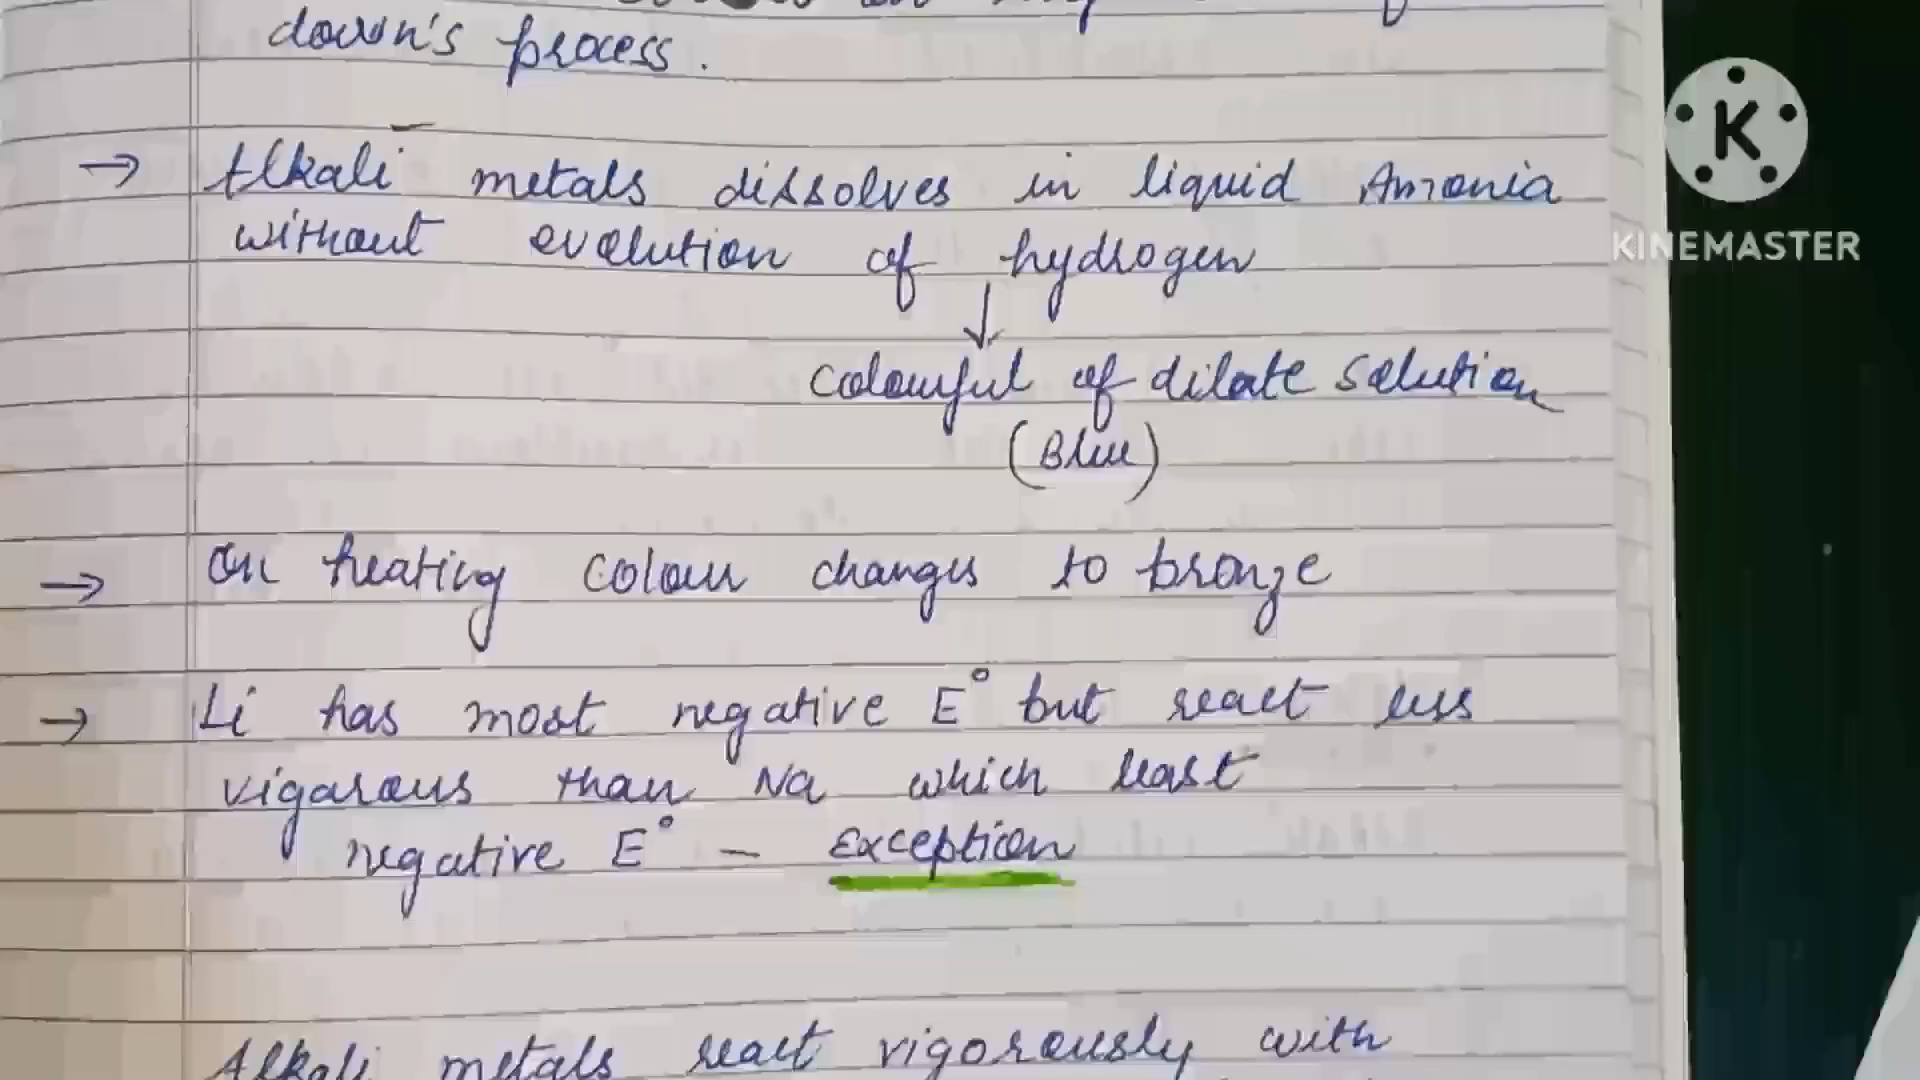 down's process.
→ Alkali metals dissolves in liquid Amonia
without evolution of hydrogen
↓
Colourful of dilate solution
(Blue)
→ On heating colour changes to bronze
→ Li has most negative E° but react less
vigarous than Na which least
negative E° - Exception
Alkali metals react vigorously with
K
KINEMASTER